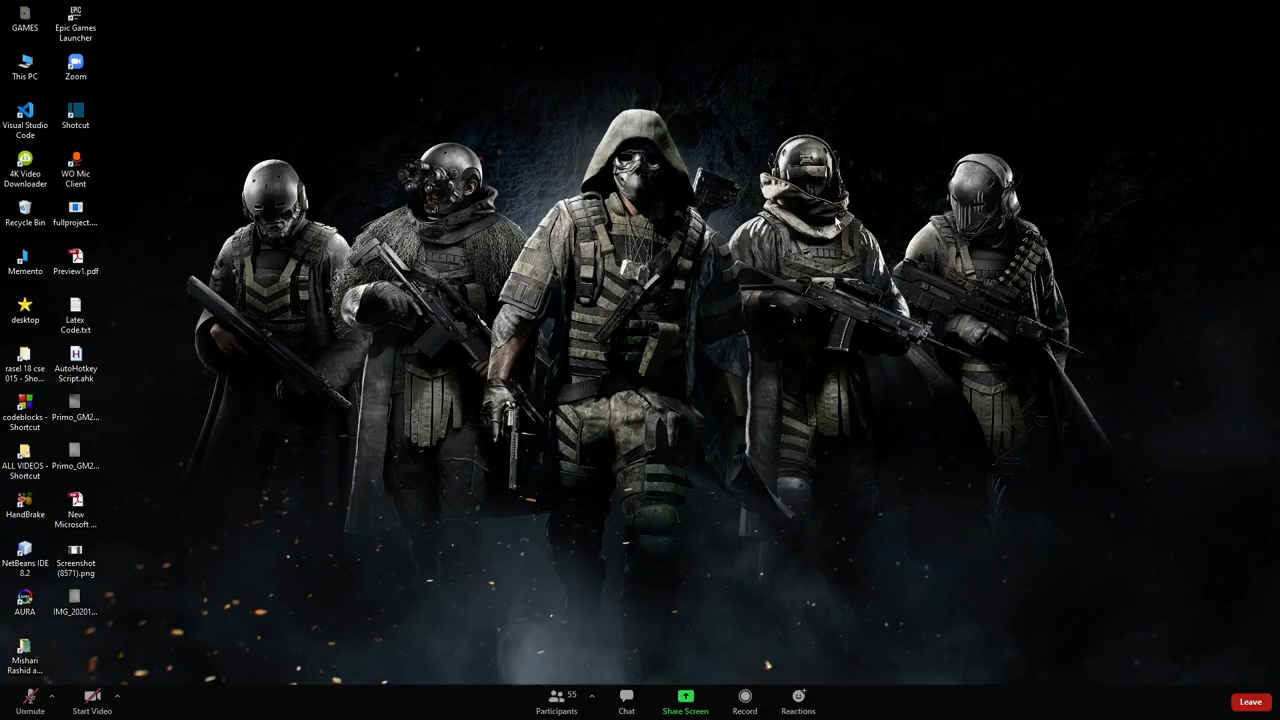 GAMES
Epic Games
Launcher
This PC
Zoom
Visual Studio
Code
Shotcut
4K Video
Downloader
WO Mic
Client
Recycle Bin
fullproject....
Memento
Preview1.pdf
desktop
Latex
Code.txt
rasel 18 cse
015 - Sho...
AutoHotkey
Script.ahk
codeblocks -
Shortcut
Primo_GM2...
ALL VIDEOS -
Shortcut
Primo_GM2...
HandBrake
New
Microsoft ...
NetBeans IDE
8.2
Screenshot
(8571).png
AURA
IMG_20201...
Mishari
Rashid a...
Unmute
Start Video
Participants
55
Chat
Share Screen
Record
Reactions
Leave